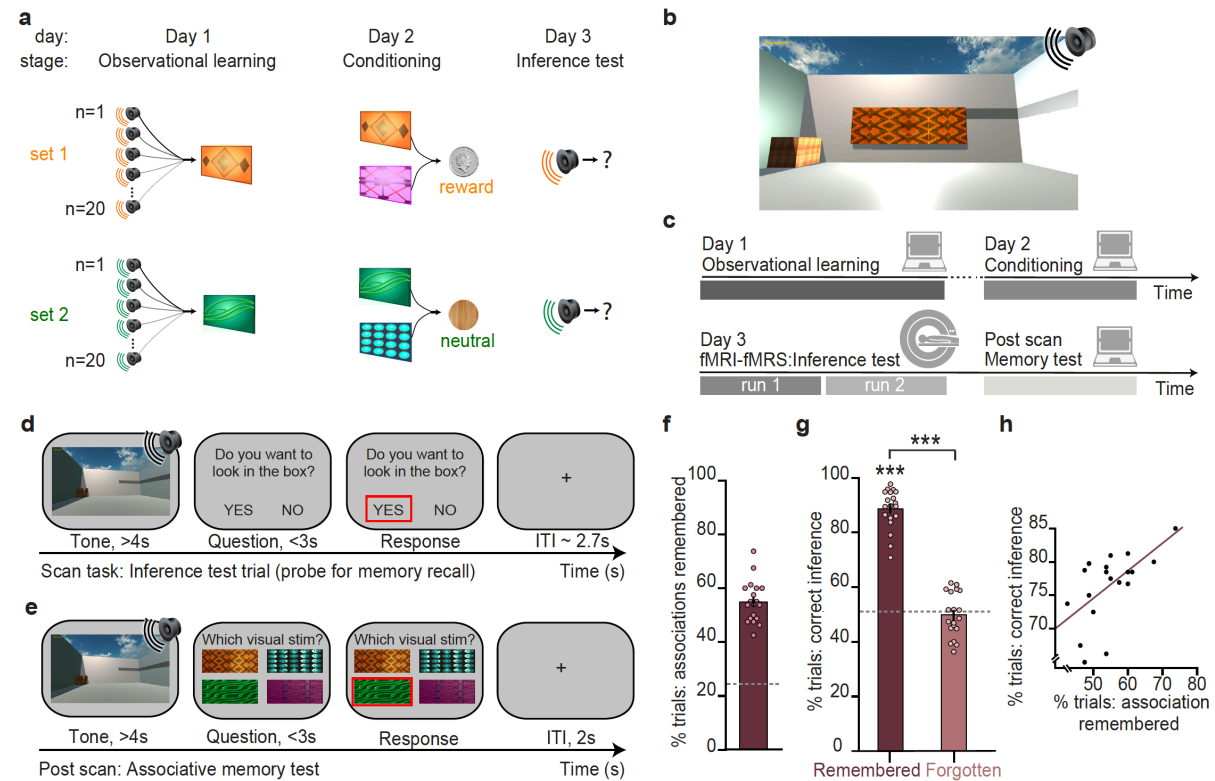 a
day: Day 1 Day 2 Day 3
stage: Observational learning Conditioning Inference test
n=1
set 1
n=20
reward
?
n=1
set 2
n=20
neutral
?
b
c
Day 1
Observational learning
Day 2
Conditioning
Time
Day 3
fMRI-fMRS:Inference test
Post scan
Memory test
run 1 run 2
Time
d
Do you want to
look in the box?
YES NO
Do you want to
look in the box?
YES NO
+
Tone, >4s Question, <3s Response ITI ~ 2.7s
Scan task: Inference test trial (probe for memory recall) Time (s)
e
Which visual stim?
Which visual stim?
+
Tone, >4s Question, <3s Response ITI, 2s
Post scan: Associative memory test Time (s)
f
% trials: associations remembered
100
80
60
40
20
0
g
% trials: correct inference
100
80
60
40
20
0
***
***
Remembered Forgotten
h
% trials: correct inference
85
80
75
70
50 60 70 80
% trials: association
remembered